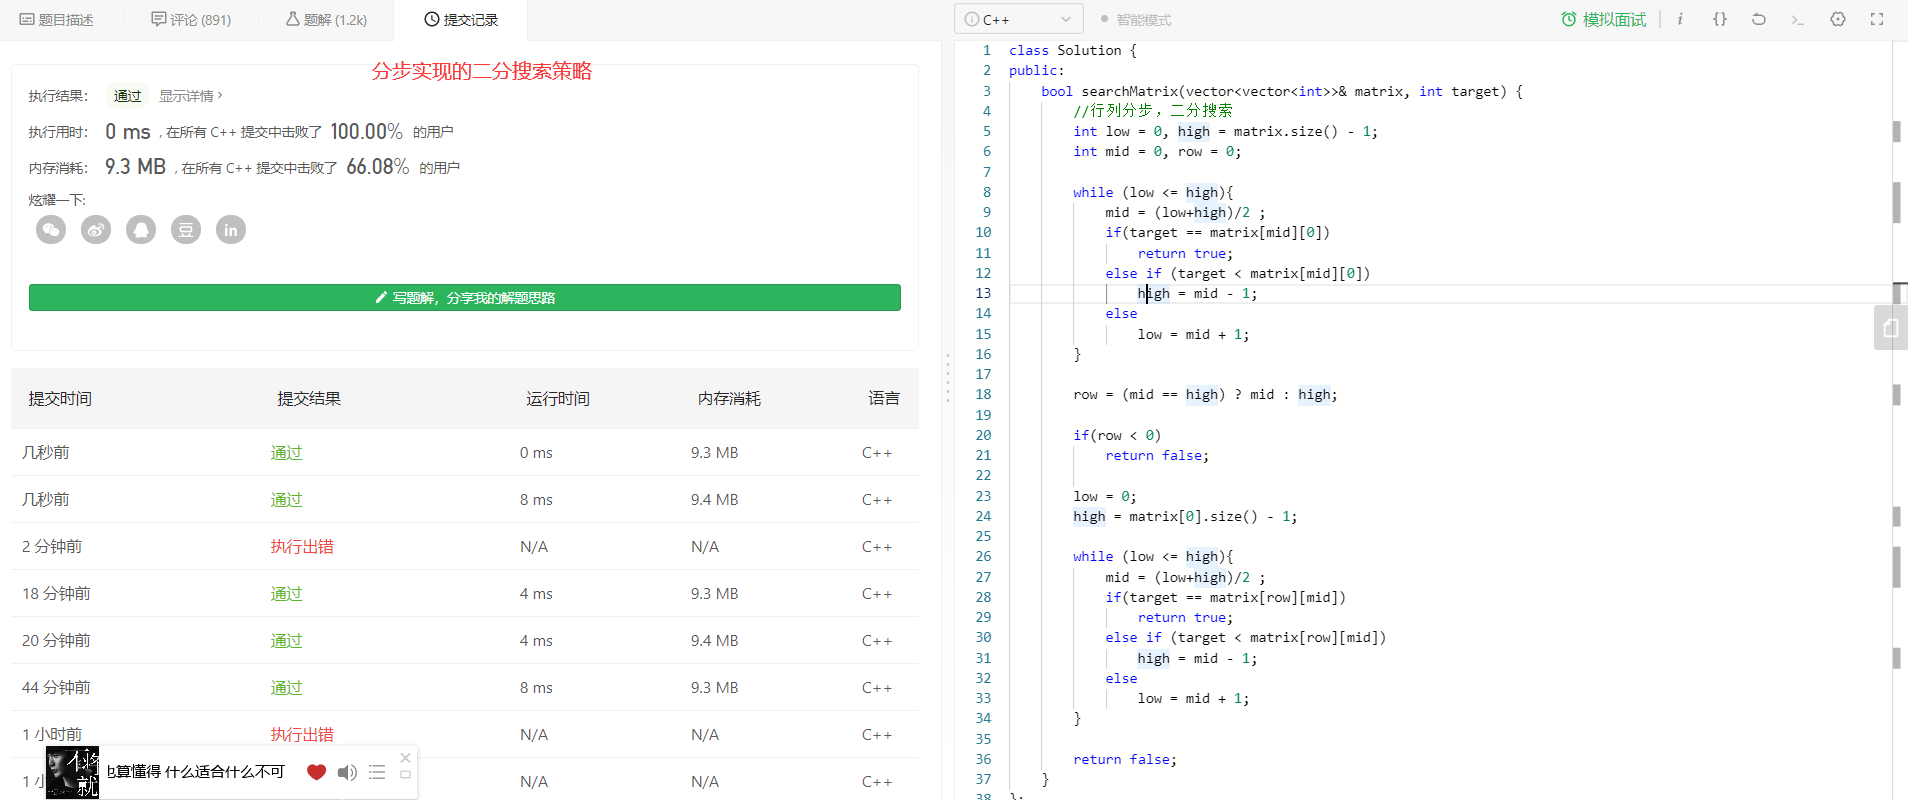 题目描述
评论 (891)
题解 (1.2k)
提交记录
分步实现的二分搜索策略
执行结果： 通过 显示详情 ›
执行用时： 0 ms , 在所有 C++ 提交中击败了 100.00% 的用户
内存消耗： 9.3 MB , 在所有 C++ 提交中击败了 66.08% 的用户
炫耀一下:
豆 in
写题解，分享我的解题思路
提交时间 提交结果 运行时间 内存消耗 语言
几秒前 通过 0 ms 9.3 MB C++
几秒前 通过 8 ms 9.4 MB C++
2 分钟前 执行出错 N/A N/A C++
18 分钟前 通过 4 ms 9.3 MB C++
20 分钟前 通过 4 ms 9.4 MB C++
44 分钟前 通过 8 ms 9.3 MB C++
1 小时前 执行出错 N/A N/A C++
1 N/A N/A C++
也算懂得 什么适合什么不可
将就
C++ 智能模式
模拟面试 i {} >_
1 class Solution {
2 public:
3 bool searchMatrix(vector<vector<int>>& matrix, int target) {
4 //行列分步，二分搜索
5 int low = 0, high = matrix.size() - 1;
6 int mid = 0, row = 0;
7
8 while (low <= high){
9 mid = (low+high)/2 ;
10 if(target == matrix[mid][0])
11 return true;
12 else if (target < matrix[mid][0])
13 high = mid - 1;
14 else
15 low = mid + 1;
16 }
17
18 row = (mid == high) ? mid : high;
19
20 if(row < 0)
21 return false;
22
23 low = 0;
24 high = matrix[0].size() - 1;
25
26 while (low <= high){
27 mid = (low+high)/2 ;
28 if(target == matrix[row][mid])
29 return true;
30 else if (target < matrix[row][mid])
31 high = mid - 1;
32 else
33 low = mid + 1;
34 }
35
36 return false;
37 }
38 };